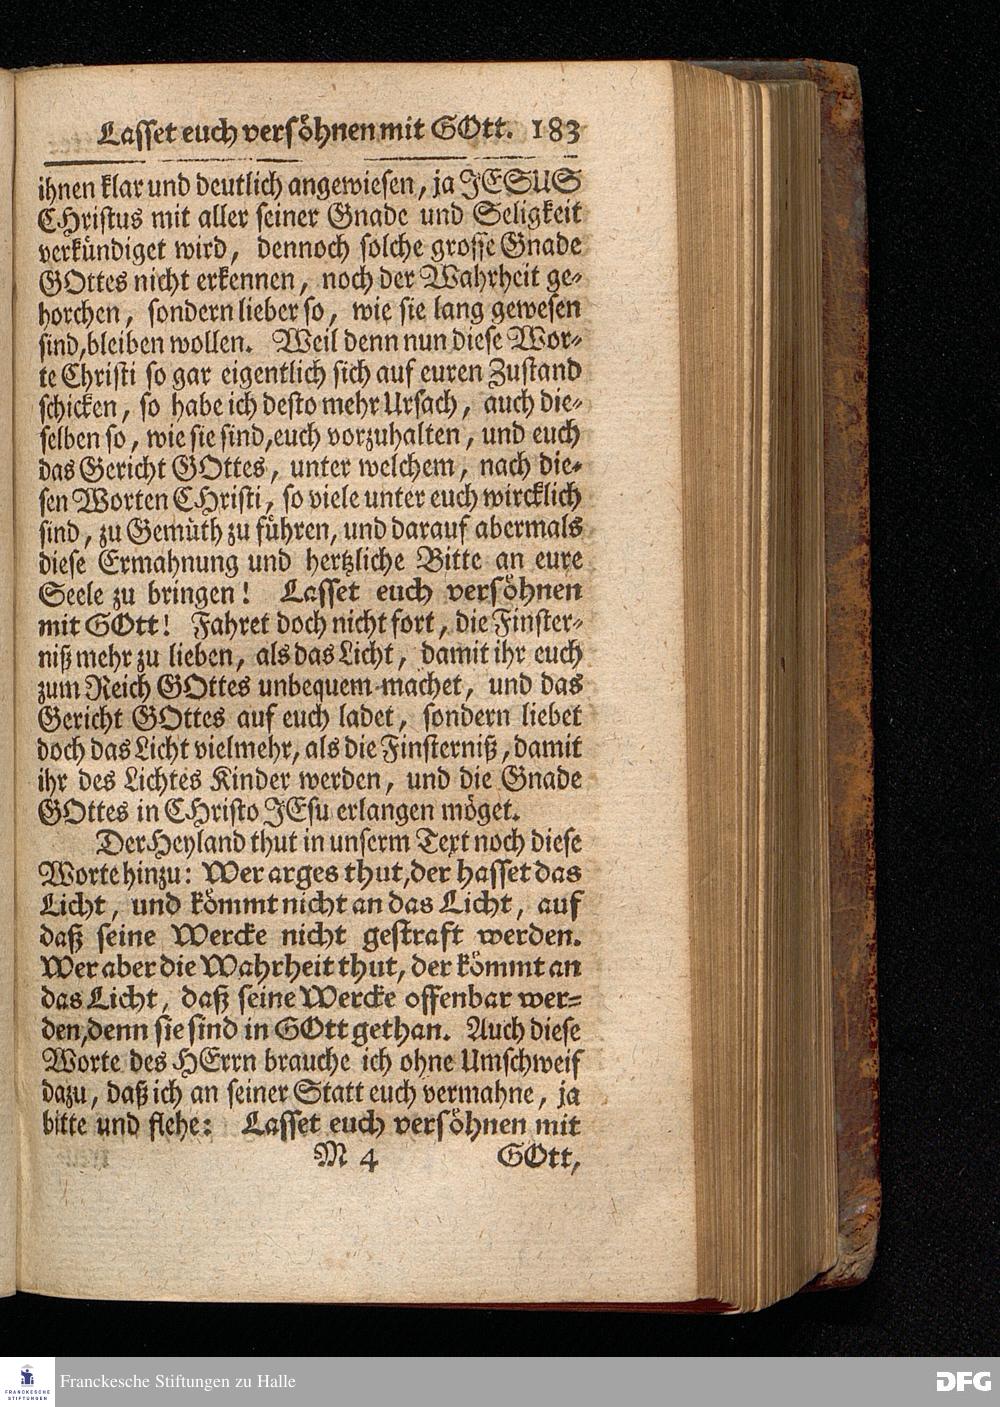 Lasset euch versöhnen mit GOtt. 183
ihnen klar und deutlich angewiesen, ja JESUS
CHristus mit aller seiner Gnade und Seligkeit
verkündiget wird, dennoch solche grosse Gnade
GOttes nicht erkennen, noch der Wahrheit ge-
horchen, sondern lieber so, wie sie lang gewesen
sind, bleiben wollen. Weil denn nun diese Wor-
te Christi so gar eigentlich sich auf euren Zustand
schicken, so habe ich desto mehr Ursach, auch die-
selben so, wie sie sind, euch vorzuhalten, und euch
das Gericht GOttes, unter welchem, nach die-
sen Worten CHristi, so viele unter euch wircklich
sind, zu Gemüth zu führen, und darauf abermals
diese Ermahnung und hertzliche Bitte an eure
Seele zu bringen! Lasset euch versöhnen
mit GOtt! Fahret doch nicht fort, die Finster-
niß mehr zu lieben, als das Licht, damit ihr euch
zum Reich GOttes unbequem machet, und das
Gericht GOttes auf euch ladet, sondern liebet
doch das Licht vielmehr, als die Finsterniß, damit
ihr des Lichtes Kinder werden, und die Gnade
GOttes in CHristo JEsu erlangen möget.
Der Heyland thut in unserm Text noch diese
Worte hinzu: Wer arges thut, der hasset das
Licht, und kömmt nicht an das Licht, auf
daß seine Wercke nicht gestraft werden.
Wer aber die Wahrheit thut, der kömmt an
das Licht, daß seine Wercke offenbar wer-
den, denn sie sind in GOtt gethan. Auch diese
Worte des HErrn brauche ich ohne Umschweif
dazu, daß ich an seiner Statt euch vermahne, ja
bitte und flehe: Lasset euch versöhnen mit
M 4 GOtt,
FRANCKESCHE STIFTUNGEN
Franckesche Stiftungen zu Halle
DFG